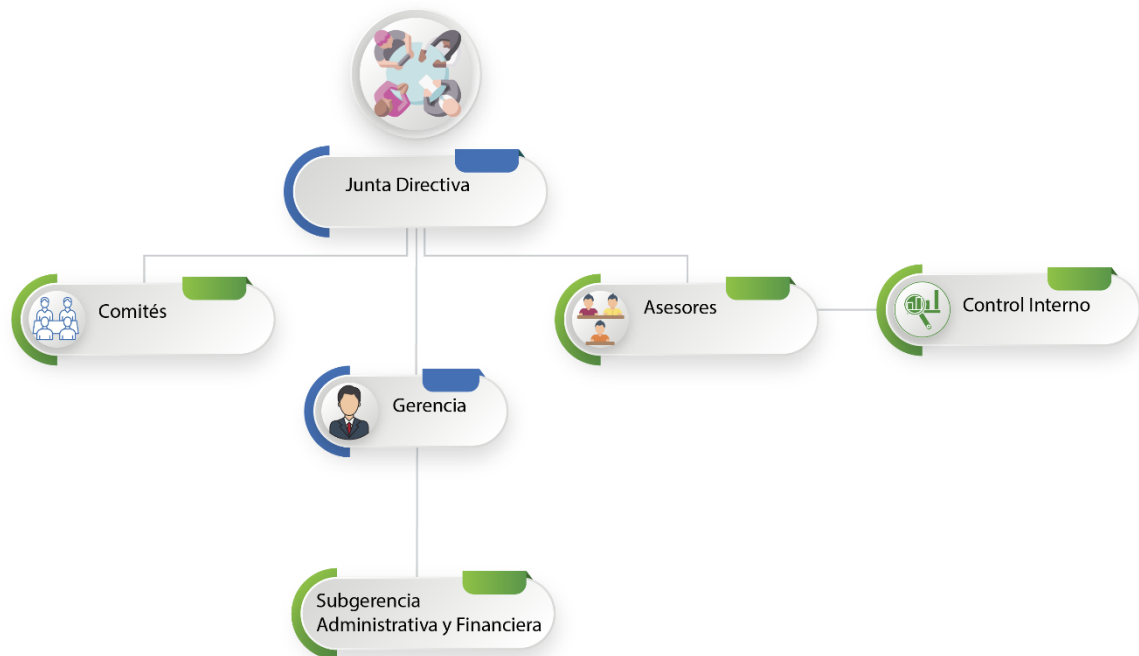 Junta Directiva
Comités
Asesores
Control Interno
Gerencia
Subgerencia
Administrativa y Financiera